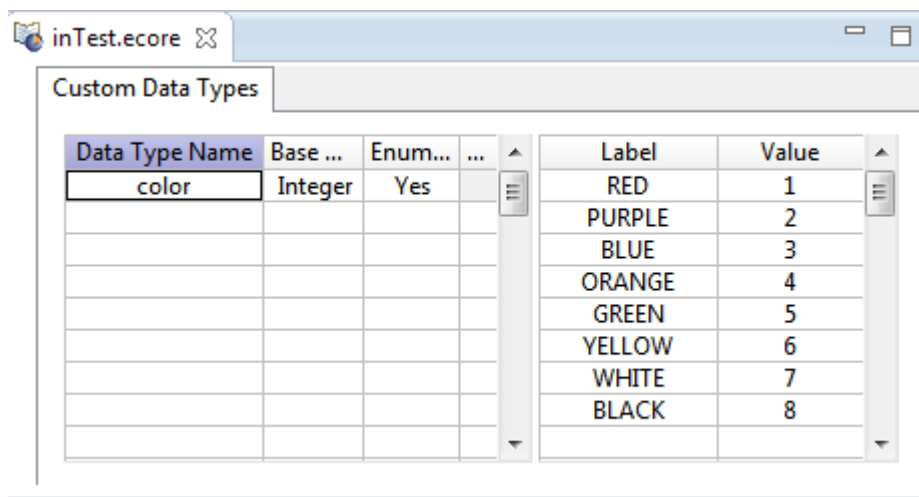 inTest.ecore
Custom Data Types
Data Type Name Base ... Enum... ... Label Value
color Integer Yes RED 1
PURPLE 2
BLUE 3
ORANGE 4
GREEN 5
YELLOW 6
WHITE 7
BLACK 8